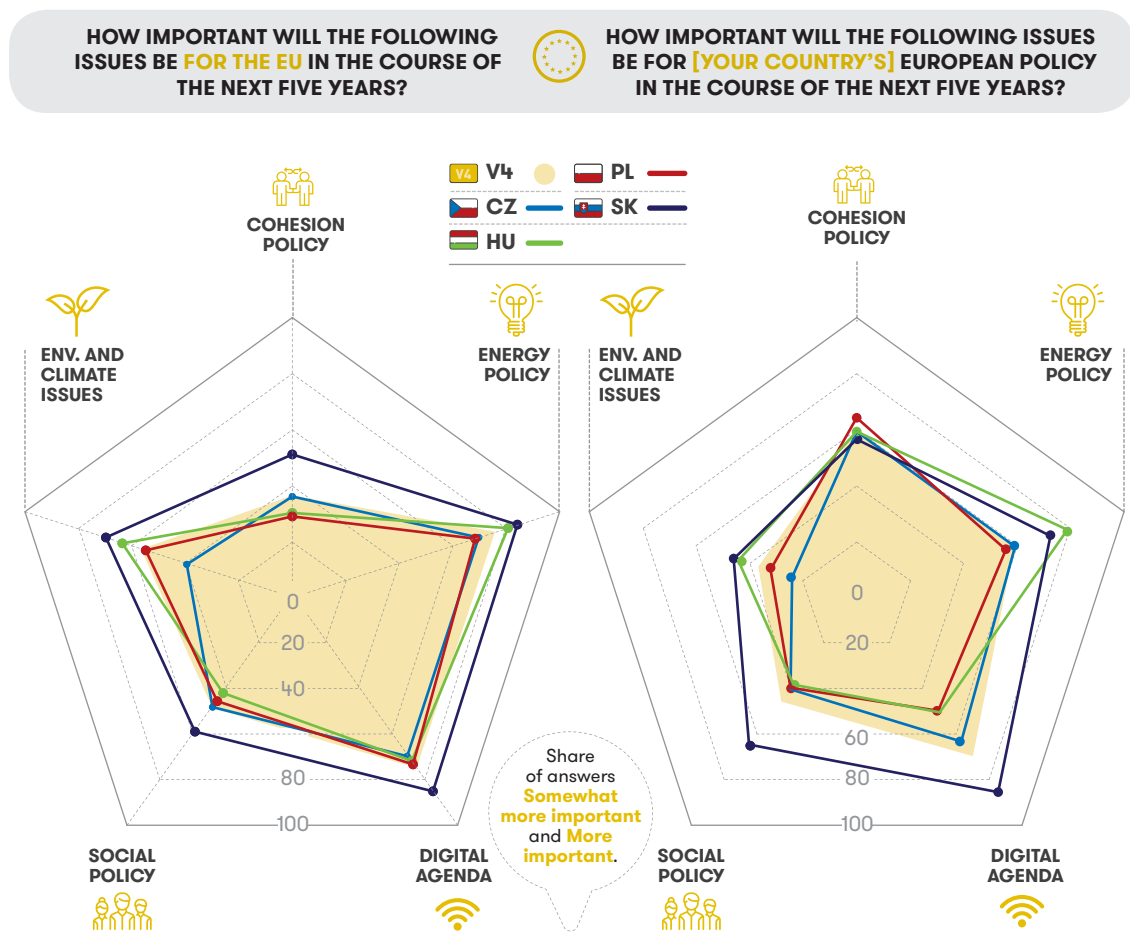 HOW IMPORTANT WILL THE FOLLOWING
ISSUES BE FOR THE EU IN THE COURSE OF
THE NEXT FIVE YEARS?
HOW IMPORTANT WILL THE FOLLOWING ISSUES
BE FOR [YOUR COUNTRY'S] EUROPEAN POLICY
IN THE COURSE OF THE NEXT FIVE YEARS?
V4 V4
PL
CZ
SK
HU
COHESION
POLICY
ENV. AND
CLIMATE
ISSUES
ENERGY
POLICY
0
20
40
80
100
SOCIAL
POLICY
DIGITAL
AGENDA
Share
of answers
Somewhat
more important
and More
important.
COHESION
POLICY
ENV. AND
CLIMATE
ISSUES
ENERGY
POLICY
0
20
60
80
100
SOCIAL
POLICY
DIGITAL
AGENDA